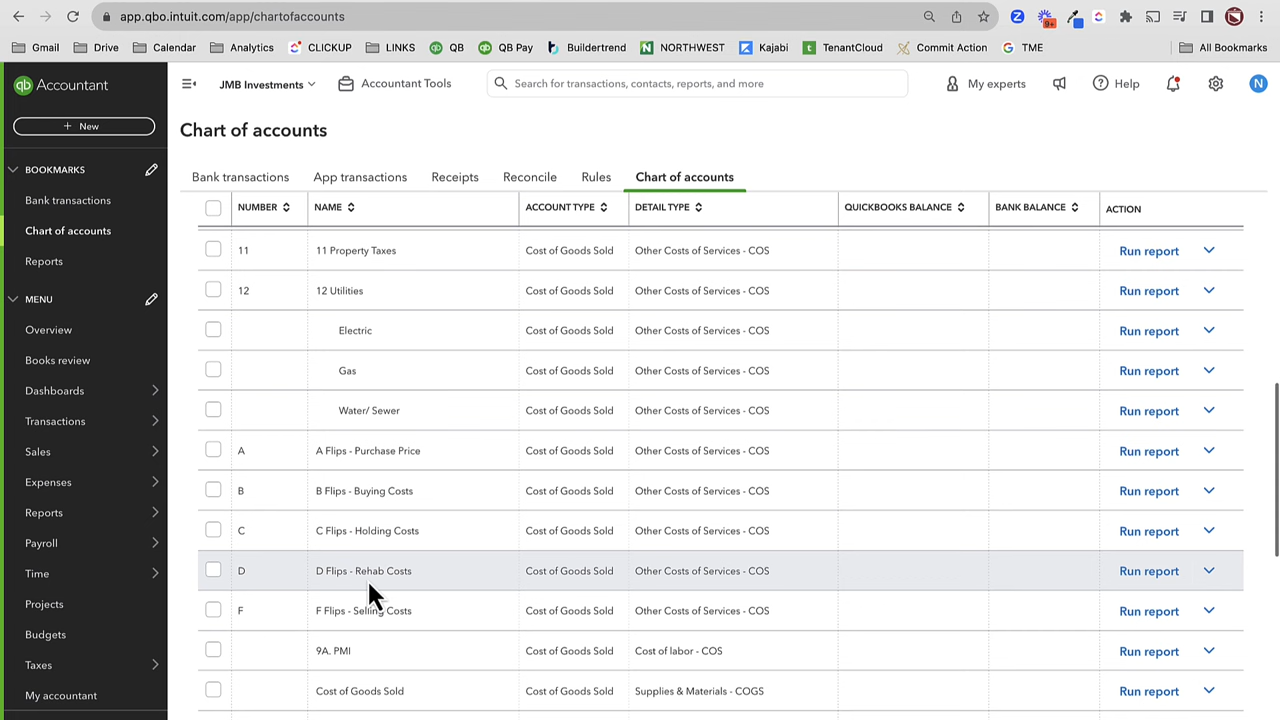 app.qbo.intuit.com/app/chartofaccounts
9+
Gmail Drive Calendar Analytics CLICKUP LINKS QB QB Pay Buildertrend NORTHWEST Kajabi TenantCloud Commit Action TME All Bookmarks
qb Accountant
JMB Investments Accountant Tools Search for transactions, contacts, reports, and more My experts Help N
+ New
BOOKMARKS
Bank transactions
Chart of accounts
Reports
MENU
Overview
Books review
Dashboards
Transactions
Sales
Expenses
Reports
Payroll
Time
Projects
Budgets
Taxes
My accountant
Chart of accounts
Bank transactions App transactions Receipts Reconcile Rules Chart of accounts
NUMBER NAME ACCOUNT TYPE DETAIL TYPE QUICKBOOKS BALANCE BANK BALANCE ACTION
11 11 Property Taxes Cost of Goods Sold Other Costs of Services - COS Run report
12 12 Utilities Cost of Goods Sold Other Costs of Services - COS Run report
Electric Cost of Goods Sold Other Costs of Services - COS Run report
Gas Cost of Goods Sold Other Costs of Services - COS Run report
Water/ Sewer Cost of Goods Sold Other Costs of Services - COS Run report
A A Flips - Purchase Price Cost of Goods Sold Other Costs of Services - COS Run report
B B Flips - Buying Costs Cost of Goods Sold Other Costs of Services - COS Run report
C C Flips - Holding Costs Cost of Goods Sold Other Costs of Services - COS Run report
D D Flips - Rehab Costs Cost of Goods Sold Other Costs of Services - COS Run report
F F Flips - Selling Costs Cost of Goods Sold Other Costs of Services - COS Run report
9A. PMI Cost of Goods Sold Cost of labor - COS Run report
Cost of Goods Sold Cost of Goods Sold Supplies & Materials - COGS Run report